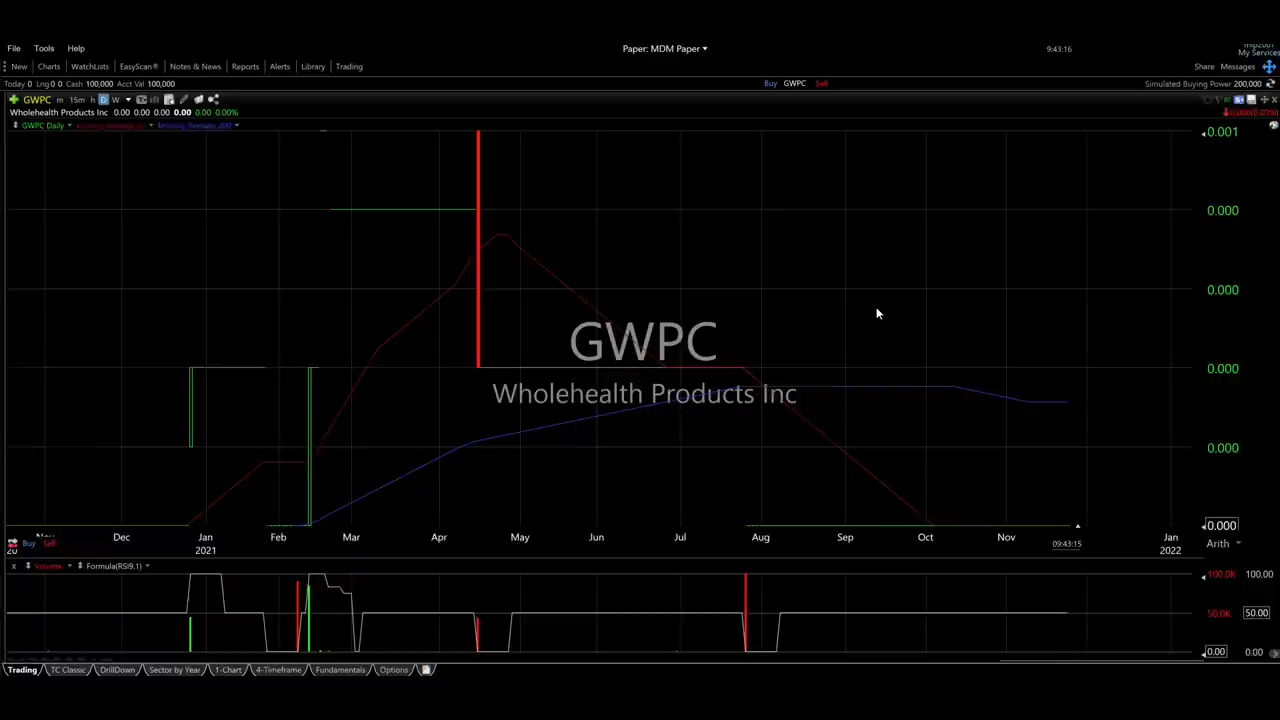 File Tools Help Paper: MDM Paper 9:43:16
My Services
New Charts WatchLists EasyScan® Notes & News Reports Alerts Library Trading Share Messages
Today 0 Lng 0 0 Cash 100,000 Acct Val 100,000 Buy GWPC Sell Simulated Buying Power 200,000
GWPC m 15m h D W
Wholehealth Products Inc 0.00 0.00 0.00 0.00 0.00 0.00%
GWPC Daily
0.001
0.000
0.000
GWPC
0.000
Wholehealth Products Inc
0.000
0.000
Dec Jan Feb Mar Apr May Jun Jul Aug Sep Oct Nov Jan
Buy Sell 2021 09:43:15 2022 Arith
X Volume Formula(RSI9,1)
100.0K 100.00
50.0K 50.00
0.00 0.00
Trading TC Classic DrillDown Sector by Year 1-Chart 4-Timeframe Fundamentals Options